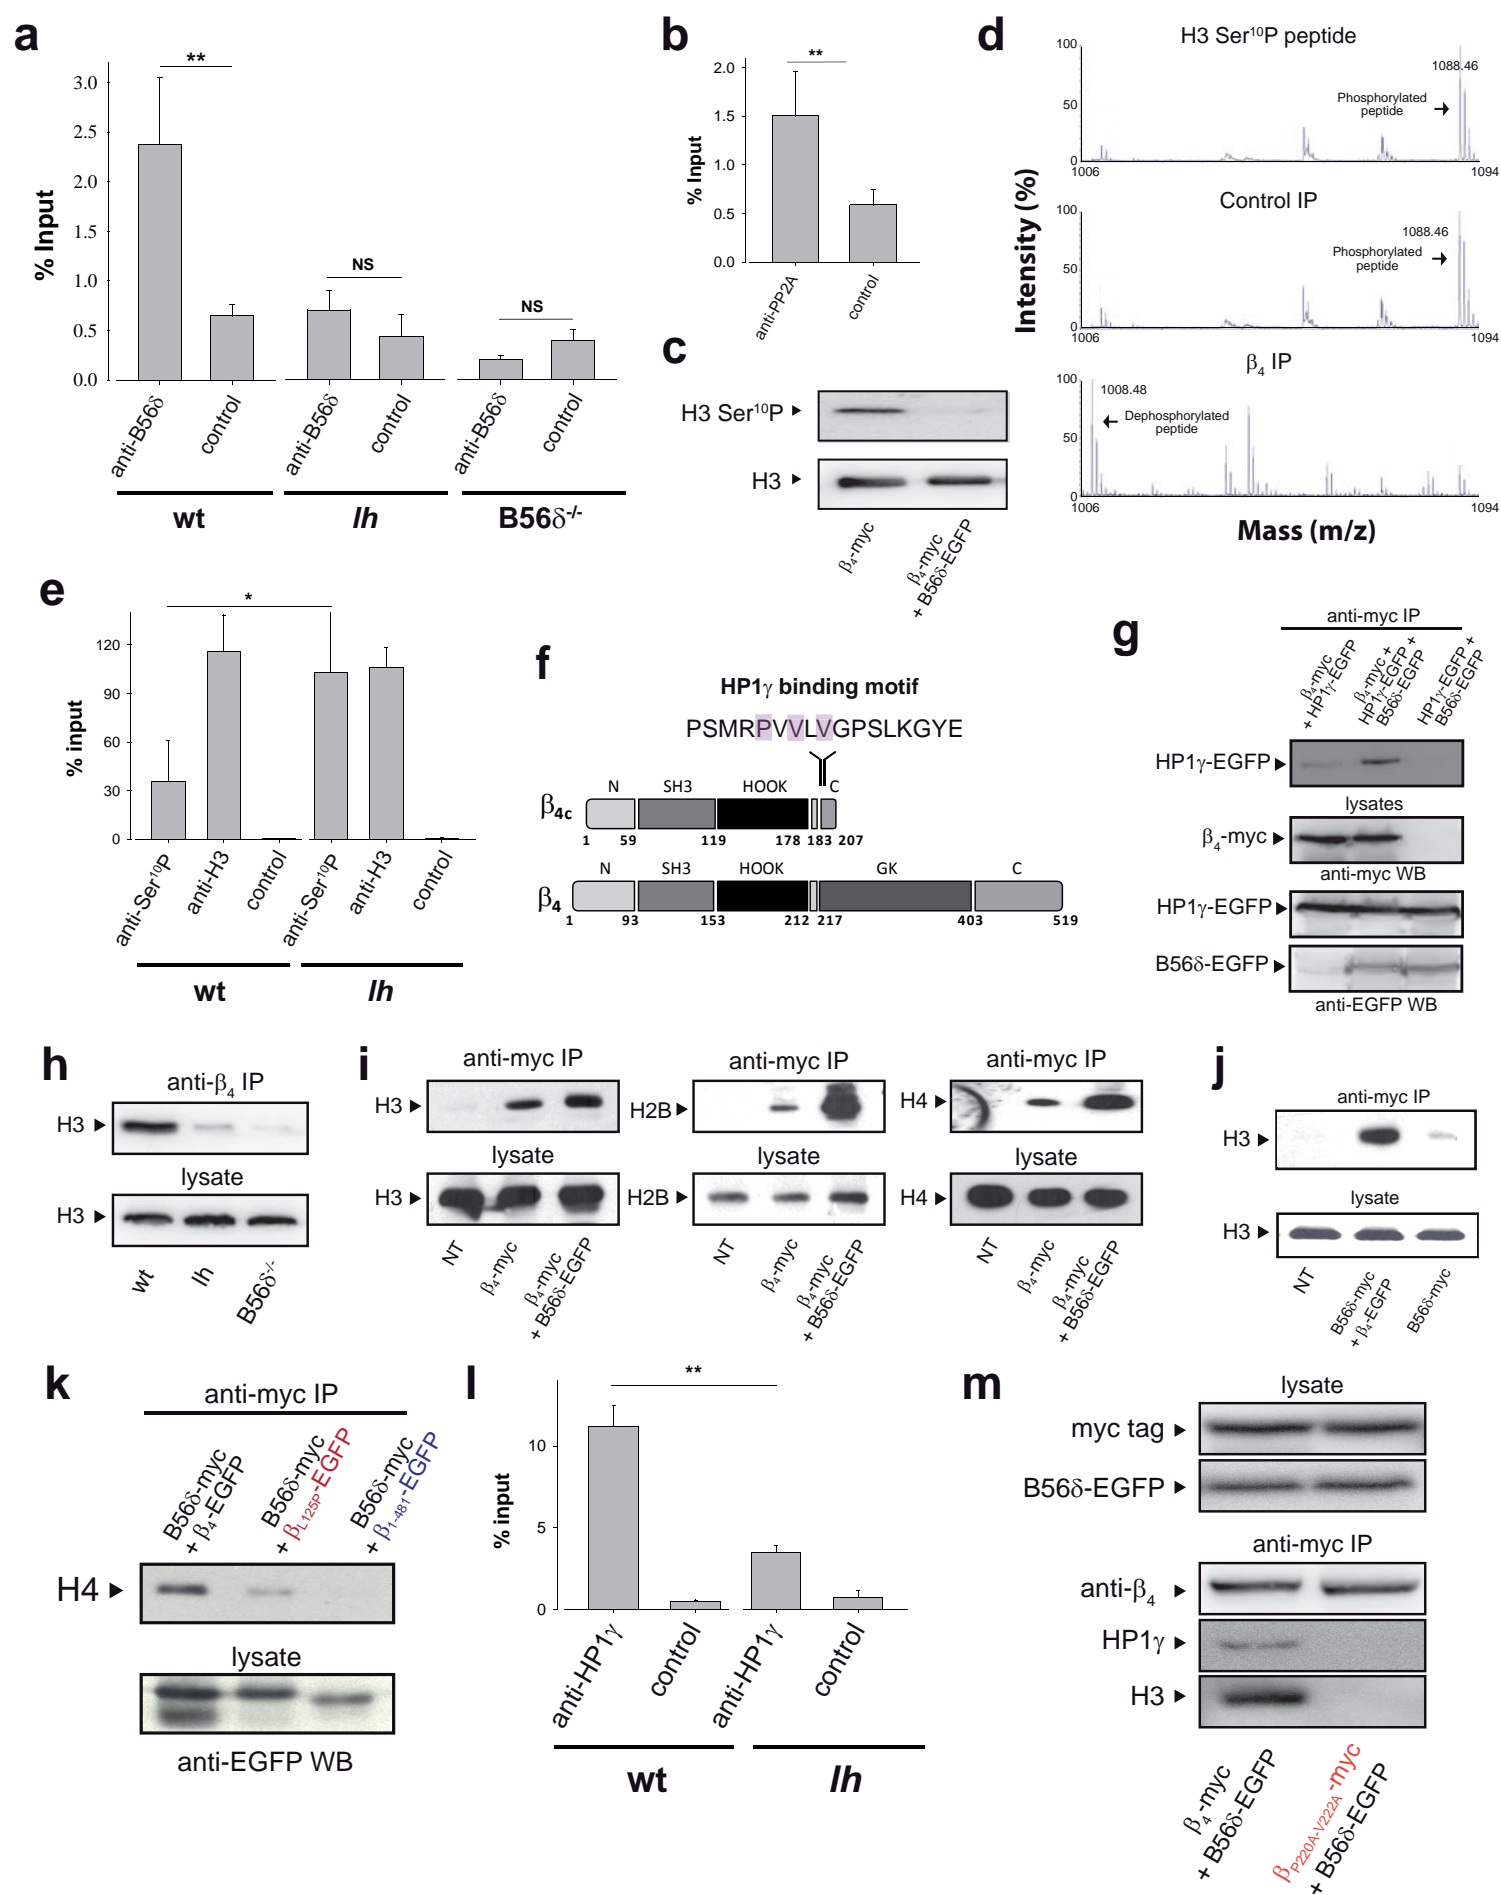 a
**
3.0
2.5
2.0
1.5
1.0
0.5
0.0
% Input
NS
NS
anti-B56δ
control
anti-B56δ
control
anti-B56δ
control
wt
lh
B56δ-/-
b
**
2.0
1.5
1.0
0.5
0.0
% Input
anti-PP2A
control
c
H3 Ser10P
H3
β4-myc
β4-myc
+ B56δ-EGFP
d
H3 Ser10P peptide
100
50
0
1088.46
Phosphorylated
peptide
1006
1094
Control IP
100
50
0
1088.46
Phosphorylated
peptide
1006
1094
β4 IP
100
50
0
1008.48
Dephosphorylated
peptide
1006
1094
Intensity (%)
Mass (m/z)
e
*
120
90
60
30
0
% input
anti-Ser10P
anti-H3
control
anti-Ser10P
anti-H3
control
wt
lh
f
HP1γ binding motif
PSMRPVVLVGPSLKGYE
N SH3 HOOK C
β4c
1 59 119 178 183 207
N SH3 HOOK GK C
β4
1 93 153 212 217 403 519
g
anti-myc IP
β4-myc
+ HP1γ-EGFP
β4-myc +
HP1γ-EGFP +
B56δ-EGFP
HP1γ-EGFP +
B56δ-EGFP
HP1γ-EGFP
lysates
β4-myc
anti-myc WB
HP1γ-EGFP
B56δ-EGFP
anti-EGFP WB
h
anti-β4 IP
H3
lysate
H3
wt
lh
B56δ-/-
i
anti-myc IP
H3
lysate
H3
NT
β4-myc
β4-myc
+ B56δ-EGFP
anti-myc IP
H2B
lysate
H2B
NT
β4-myc
β4-myc
+ B56δ-EGFP
anti-myc IP
H4
lysate
H4
NT
β4-myc
β4-myc
+ B56δ-EGFP
j
anti-myc IP
H3
lysate
H3
NT
B56δ-myc
+ β4-EGFP
B56δ-myc
k
anti-myc IP
B56δ-myc
+ β4-EGFP
B56δ-myc
+ βL125P-EGFP
B56δ-myc
+ β1-481-EGFP
H4
lysate
anti-EGFP WB
l
**
10
5
0
% input
anti-HP1γ
control
anti-HP1γ
control
wt
lh
m
lysate
myc tag
B56δ-EGFP
anti-myc IP
anti-β4
HP1γ
H3
β4-myc
+ B56δ-EGFP
βP220A-V222A-myc
+ B56δ-EGFP